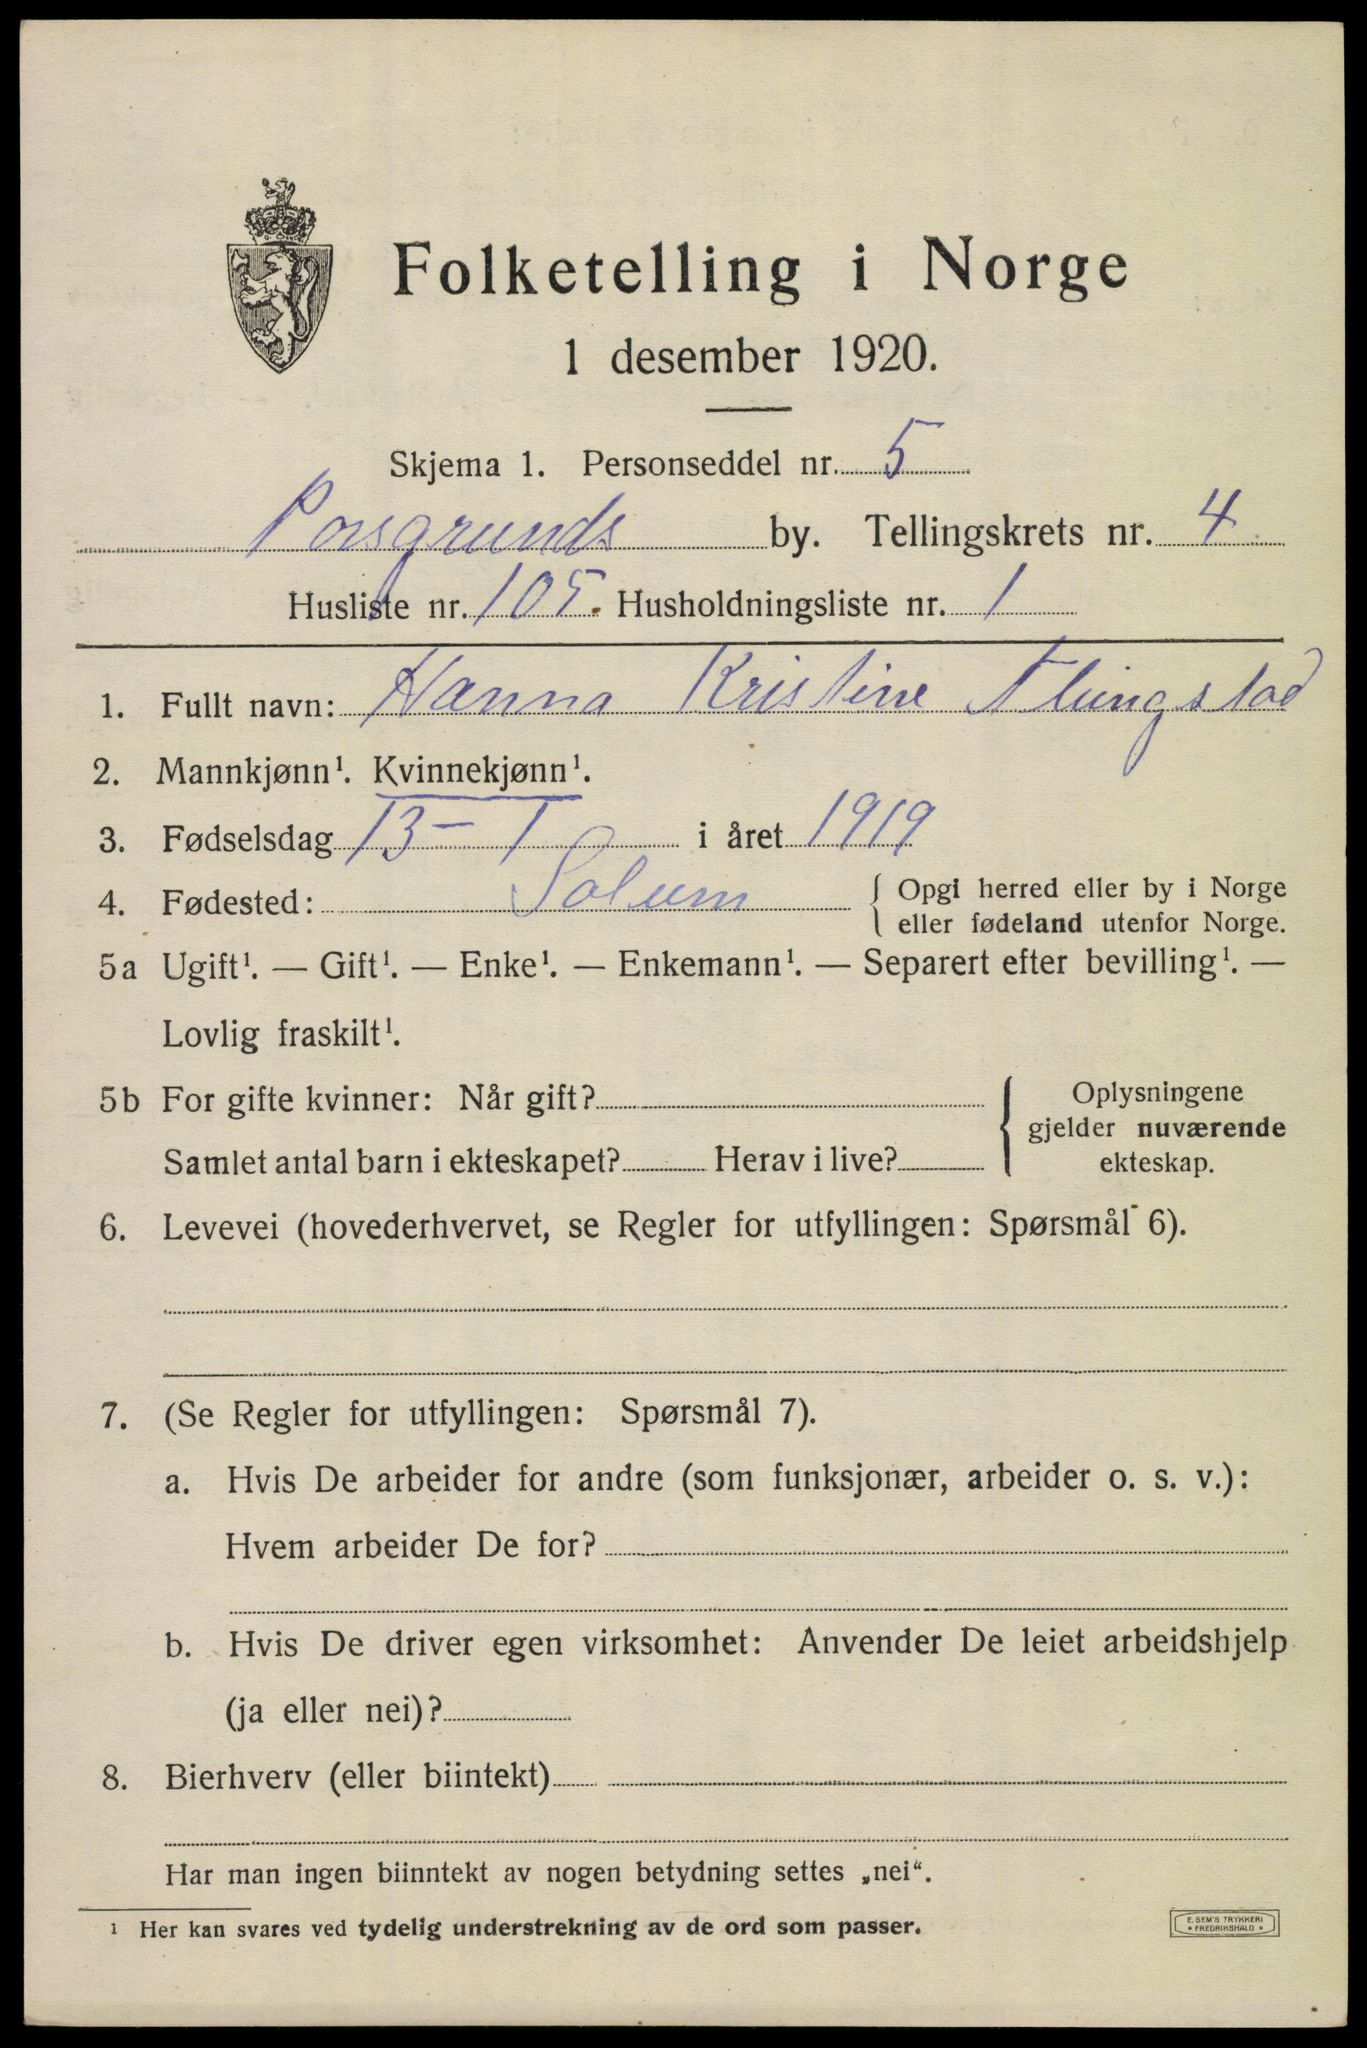 Folketelling i Norge
1 desember 1920.
Skjema 1. Personseddel nr. 5
Porsgrunds by. Tellingskrets nr. 4
Husliste nr. 105. Husholdningsliste nr. 1
1. Fullt navn: Hanna Kristine
2. Mannkjønn¹. Kvinnekjønn¹.
3. Fødselsdag 13 – 1 i året 1919
4. Fødested: Solum { Opgi herred eller by i Norge
eller fødeland utenfor Norge.
5a Ugift¹. — Gift¹. — Enke¹. — Enkemann¹. — Separert efter bevilling¹. —
Lovlig fraskilt¹.
5b For gifte kvinner: Når gift? { Oplysningene
gjelder nuværende
Samlet antal barn i ekteskapet? Herav i live? ekteskap.
6. Levevei (hovederhvervet, se Regler for utfyllingen: Spørsmål 6).
7. (Se Regler for utfyllingen: Spørsmål 7).
a. Hvis De arbeider for andre (som funksjonær, arbeider o. s. v.):
Hvem arbeider De for?
b. Hvis De driver egen virksomhet: Anvender De leiet arbeidshjelp
(ja eller nei)?
8. Bierhverv (eller biintekt)
Har man ingen biinntekt av nogen betydning settes „nei“.
¹ Her kan svares ved tydelig understrekning av de ord som passer.
E. SEM'S TRYKKERI
• FREDRIKSHALD •